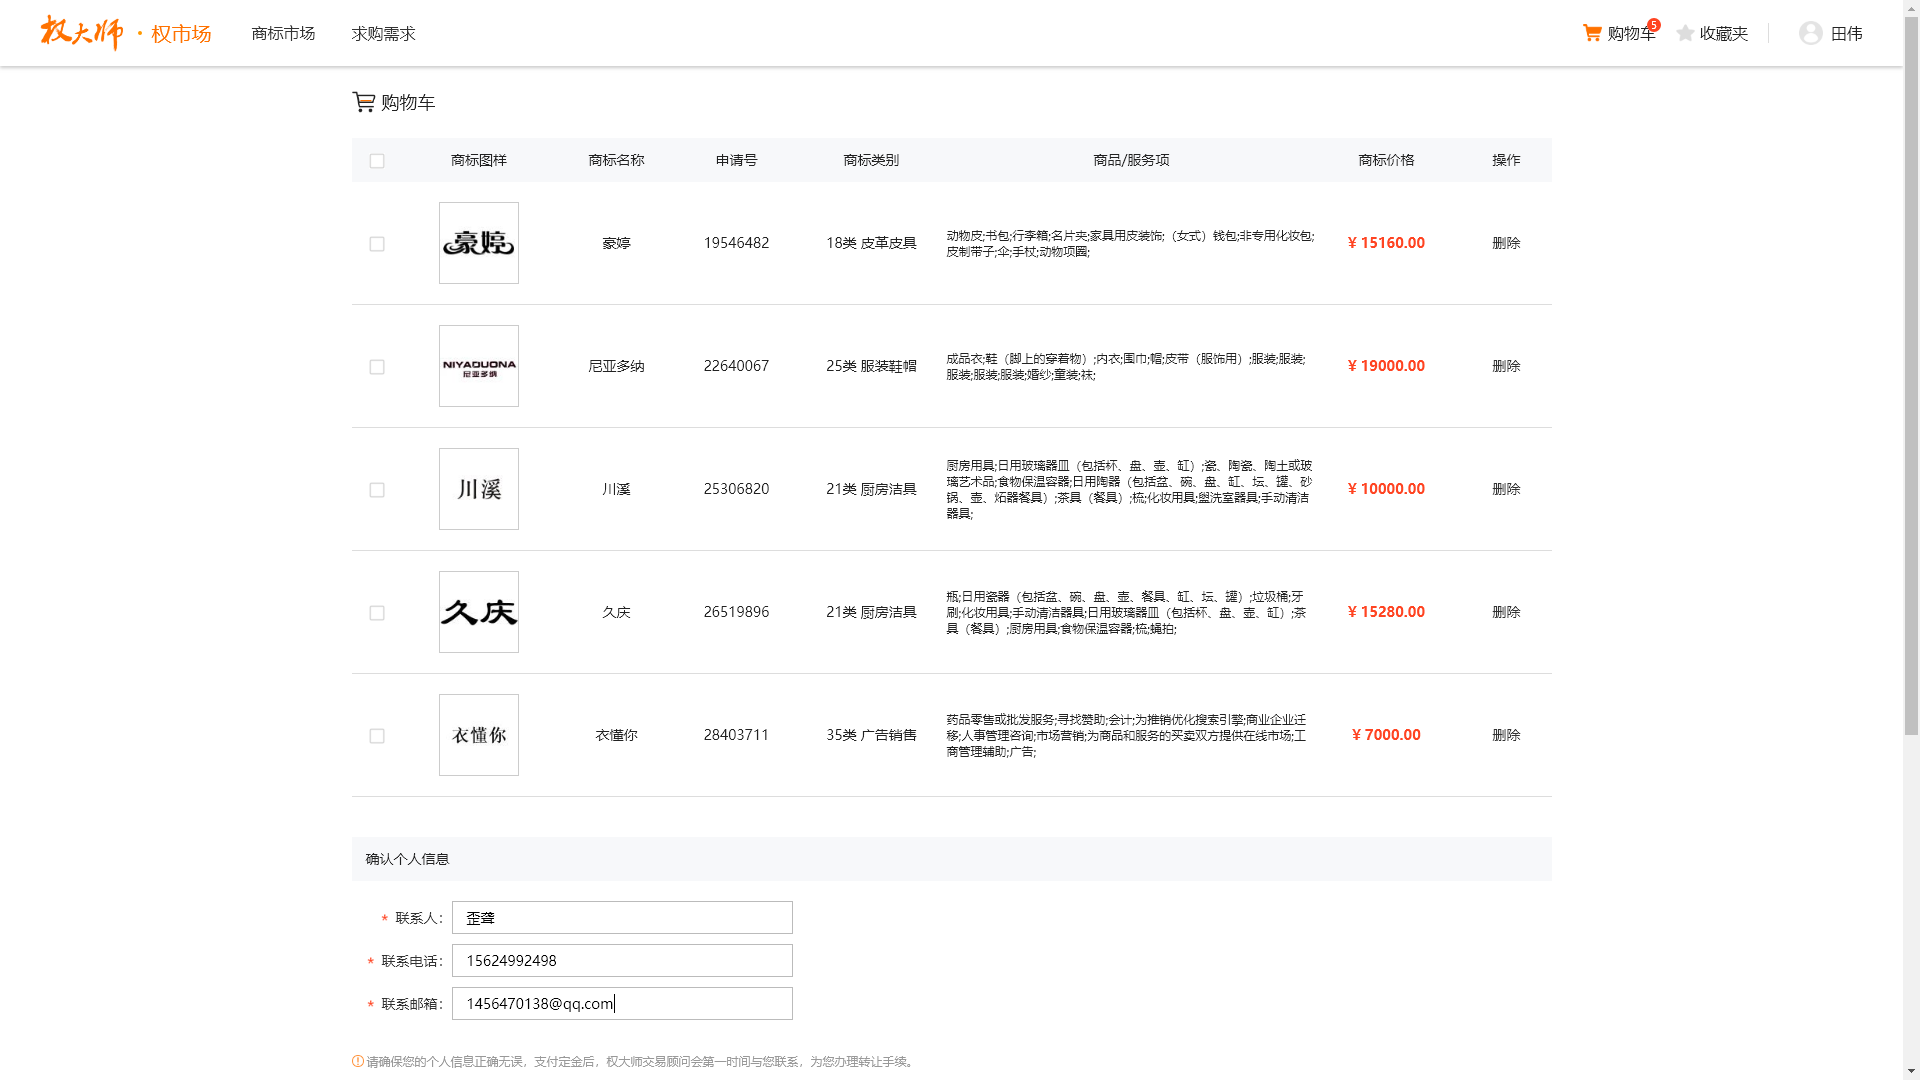 权大师 · 权市场 商标市场 求购需求 购物车 5 收藏夹 田伟
购物车
商标图样 商标名称 申请号 商标类别 商品/服务项 商标价格 操作
豪婷 豪婷 19546482 18类 皮革皮具 ¥ 15160.00 删除
动物皮;书包;行李箱;名片夹;家具用皮装饰;（女式）钱包;非专用化妆包;
皮制带子;伞;手杖;动物项圈;
NIYADUONA
尼亚多纳
尼亚多纳 22640067 25类 服装鞋帽 ¥ 19000.00 删除
成品衣;鞋（脚上的穿着物）;内衣;围巾;帽;皮带（服饰用）;服装;服装;
服装;服装;服装;婚纱;童装;袜;
川溪 川溪 25306820 21类 厨房洁具 ¥ 10000.00 删除
厨房用具;日用玻璃器皿（包括杯、盘、壶、缸）;瓷、陶瓷、陶土或玻
璃艺术品;食物保温容器;日用陶器（包括盆、碗、盘、缸、坛、罐、砂
锅、壶、炻器餐具）;茶具（餐具）;梳;化妆用具;盥洗室器具;手动清洁
器具;
久庆 久庆 26519896 21类 厨房洁具 ¥ 15280.00 删除
瓶;日用瓷器（包括盆、碗、盘、壶、餐具、缸、坛、罐）;垃圾桶;牙
刷;化妆用具;手动清洁器具;日用玻璃器皿（包括杯、盘、壶、缸）;茶
具（餐具）;厨房用具;食物保温容器;梳;蝇拍;
衣懂你 衣懂你 28403711 35类 广告销售 ¥ 7000.00 删除
药品零售或批发服务;寻找赞助;会计;为推销优化搜索引擎;商业企业迁
移;人事管理咨询;市场营销;为商品和服务的买卖双方提供在线市场;工
商管理辅助;广告;
确认个人信息
* 联系人： 歪聋
* 联系电话： 15624992498
* 联系邮箱： 1456470138@qq.com
请确保您的个人信息正确无误，支付定金后，权大师交易顾问会第一时间与您联系，为您办理转让手续。